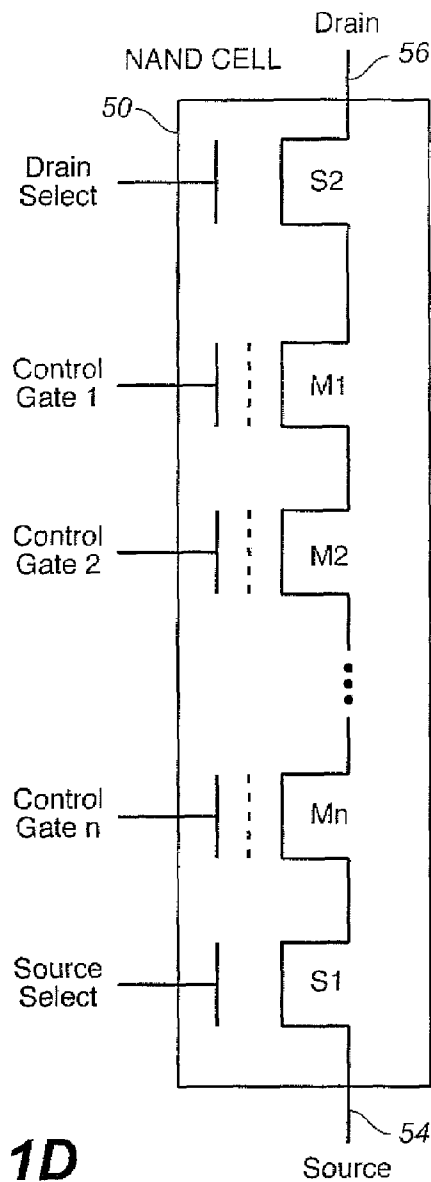 Drain
NAND CELL
56
50
Drain
Select
S2
Control
Gate 1
M1
Control
Gate 2
M2
Control
Gate n
Mn
Source
Select
S1
54
1D
Source